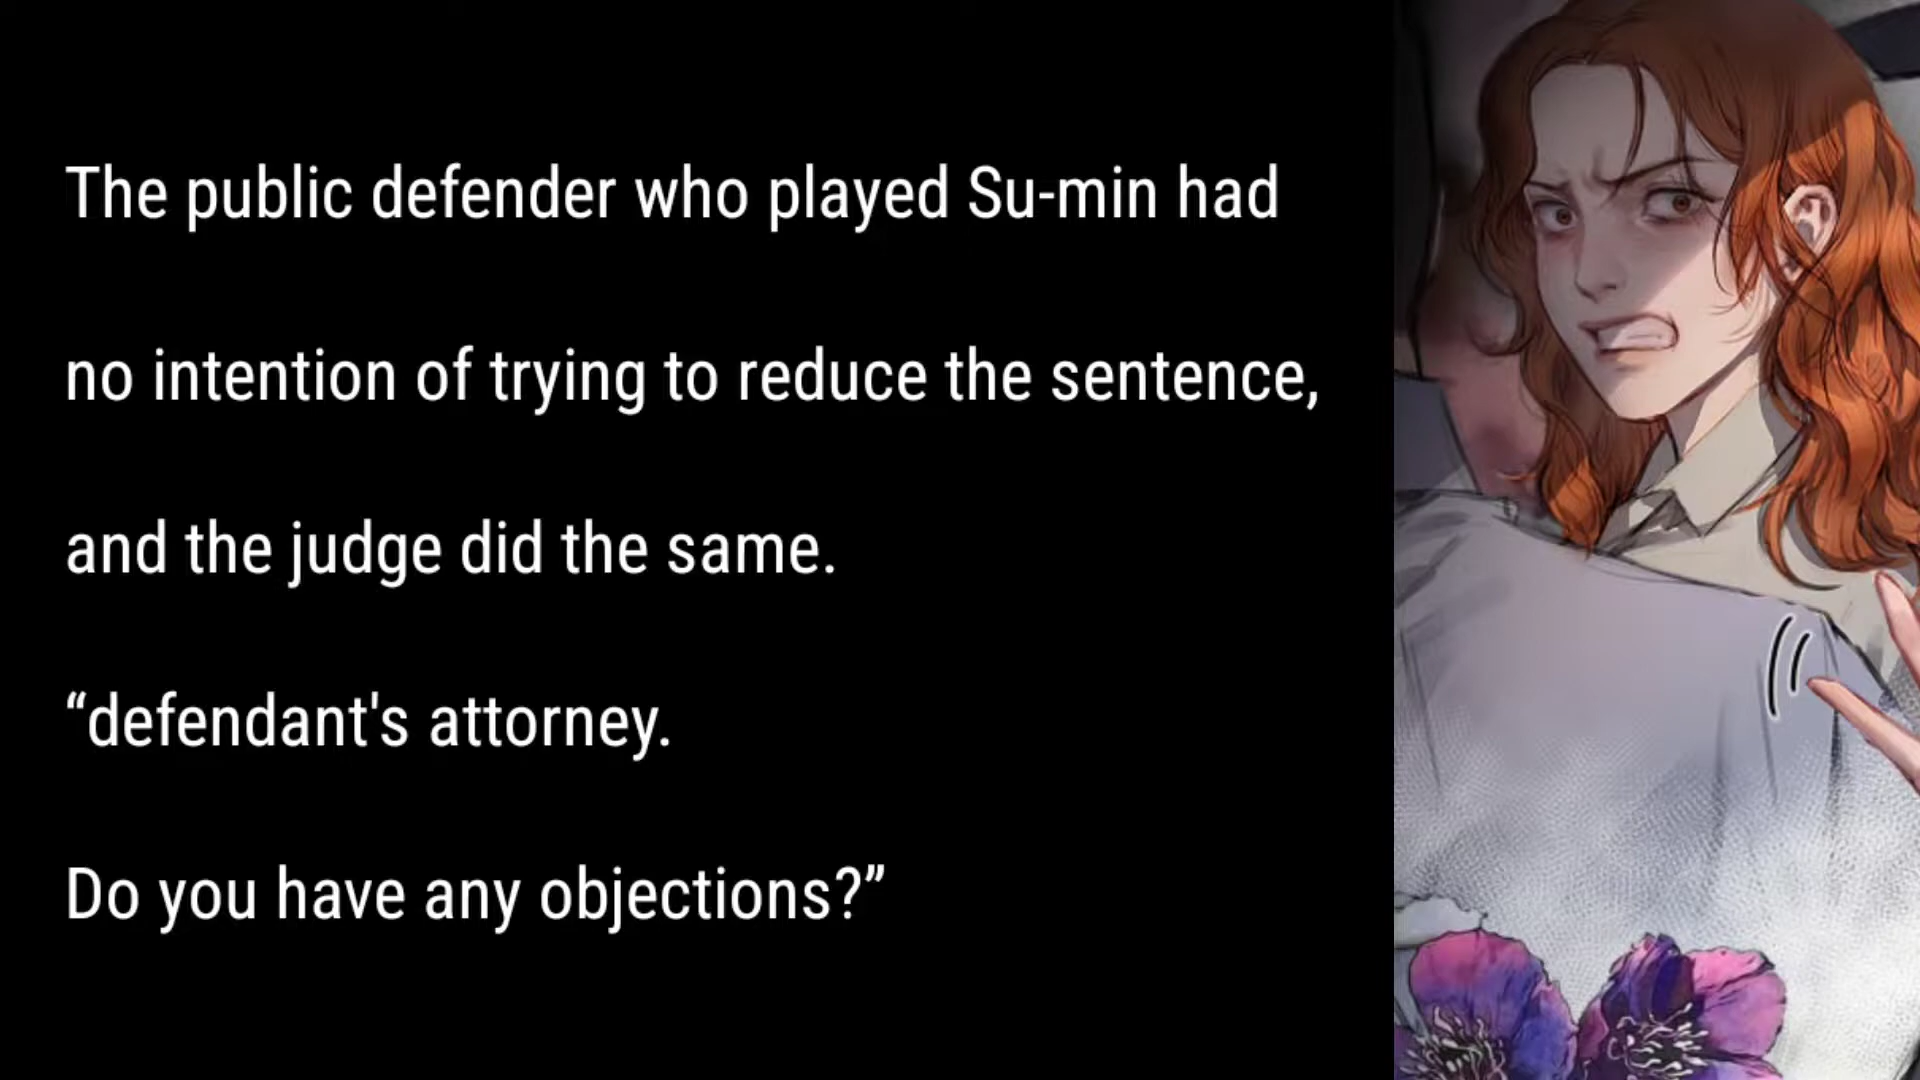 The public defender who played Su-min had
no intention of trying to reduce the sentence,
and the judge did the same.
“defendant's attorney.
Do you have any objections?”